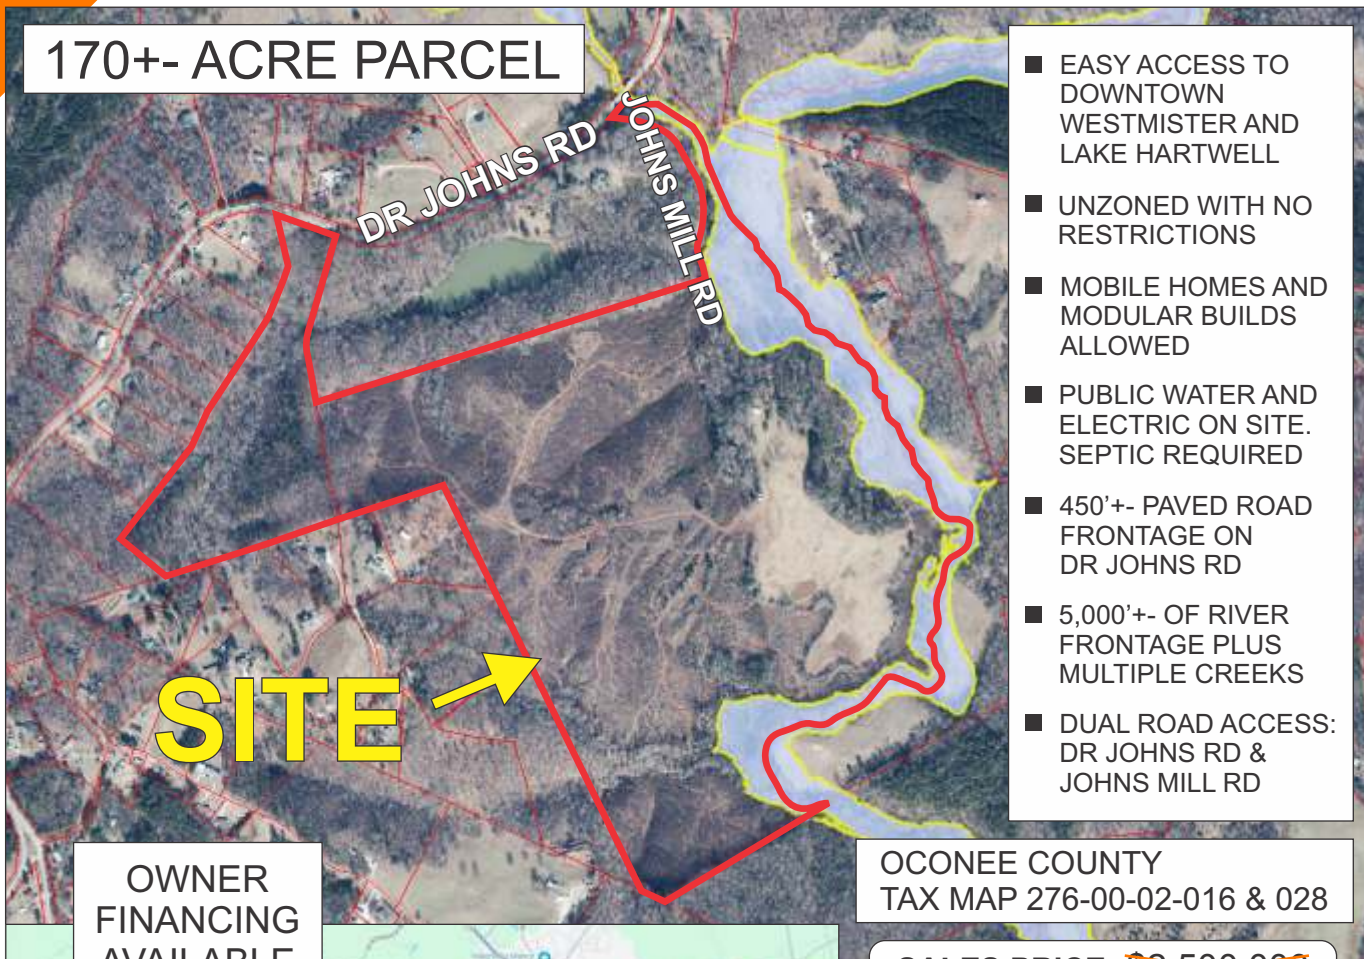 170+- ACRE PARCEL
DR JOHNS RD
JOHNS MILL RD
SITE
EASY ACCESS TO
DOWNTOWN
WESTMISTER AND
LAKE HARTWELL
UNZONED WITH NO
RESTRICTIONS
MOBILE HOMES AND
MODULAR BUILDS
ALLOWED
PUBLIC WATER AND
ELECTRIC ON SITE.
SEPTIC REQUIRED
450'+- PAVED ROAD
FRONTAGE ON
DR JOHNS RD
5,000'+- OF RIVER
FRONTAGE PLUS
MULTIPLE CREEKS
DUAL ROAD ACCESS:
DR JOHNS RD &
JOHNS MILL RD
OWNER
FINANCING
AVAILABLE
OCONEE COUNTY
TAX MAP 276-00-02-016 & 028
SALES PRICE